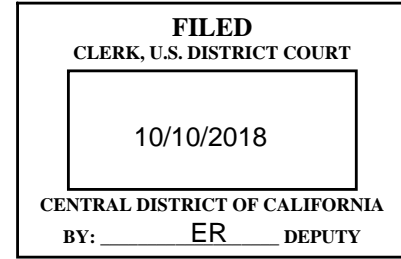 FILED
CLERK, U.S. DISTRICT COURT
10/10/2018
CENTRAL DISTRICT OF CALIFORNIA
BY: ER DEPUTY